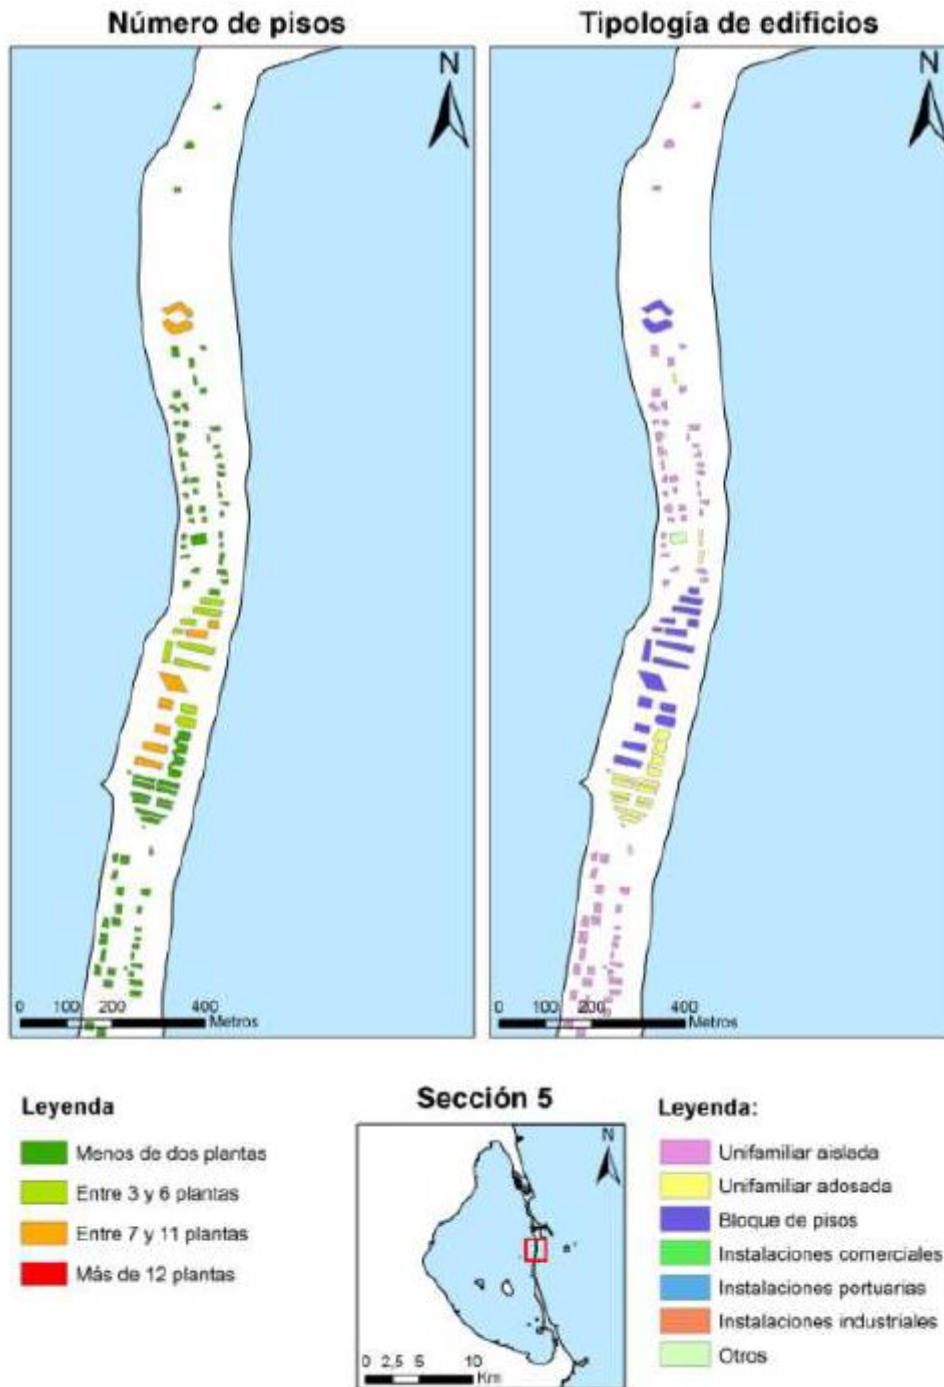 Número de pisos
Tipología de edificios
N
N
0 100 200 400
Metros
0 100 200 400
Metros
Leyenda
Menos de dos plantas
Entre 3 y 6 plantas
Entre 7 y 11 plantas
Más de 12 plantas
Sección 5
N
0 2,5 5 10
Km
Leyenda:
Unifamiliar aislada
Unifamiliar adosada
Bloque de pisos
Instalaciones comerciales
Instalaciones portuarias
Instalaciones industriales
Otros